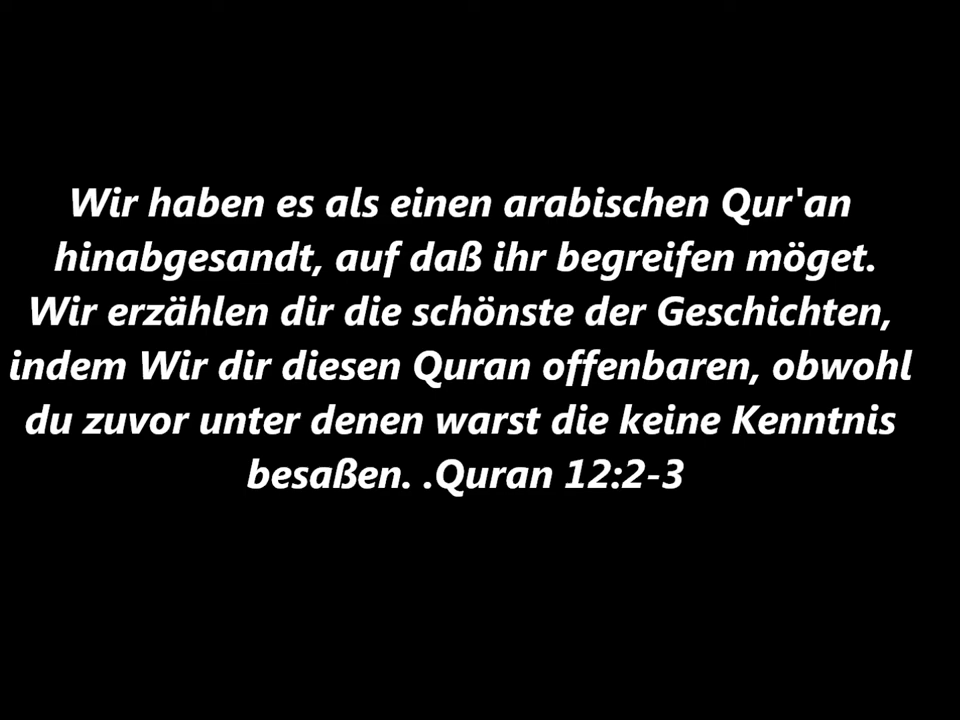 Wir haben es als einen arabischen Qur'an
hinabgesandt, auf daß ihr begreifen möget.
Wir erzählen dir die schönste der Geschichten,
indem Wir dir diesen Quran offenbaren, obwohl
du zuvor unter denen warst die keine Kenntnis
besaßen. .Quran 12:2-3